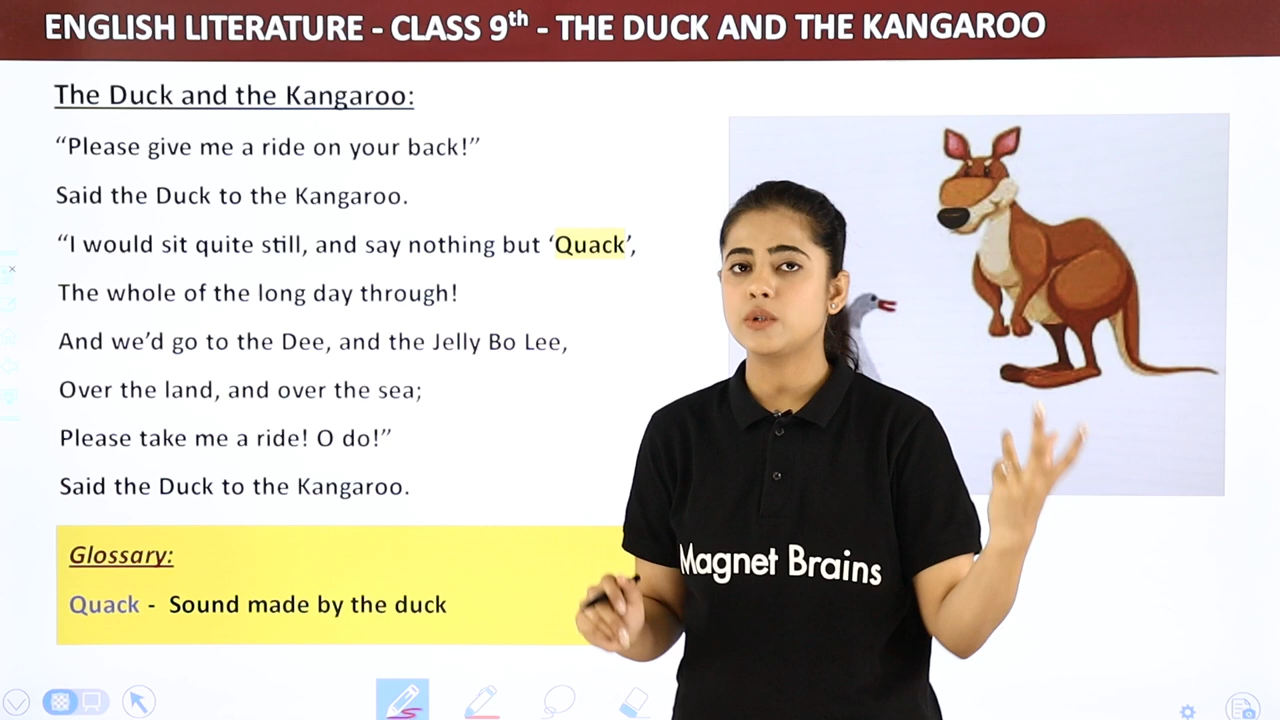 ENGLISH LITERATURE - CLASS 9th - THE DUCK AND THE KANGAROO
The Duck and the Kangaroo:
“Please give me a ride on your back!”
Said the Duck to the Kangaroo.
“I would sit quite still, and say nothing but ‘Quack’,
The whole of the long day through!
And we’d go to the Dee, and the Jelly Bo Lee,
Over the land, and over the sea;
Please take me a ride! O do!”
Said the Duck to the Kangaroo.
Glossary:
Quack - Sound made by the duck
Magnet Brains